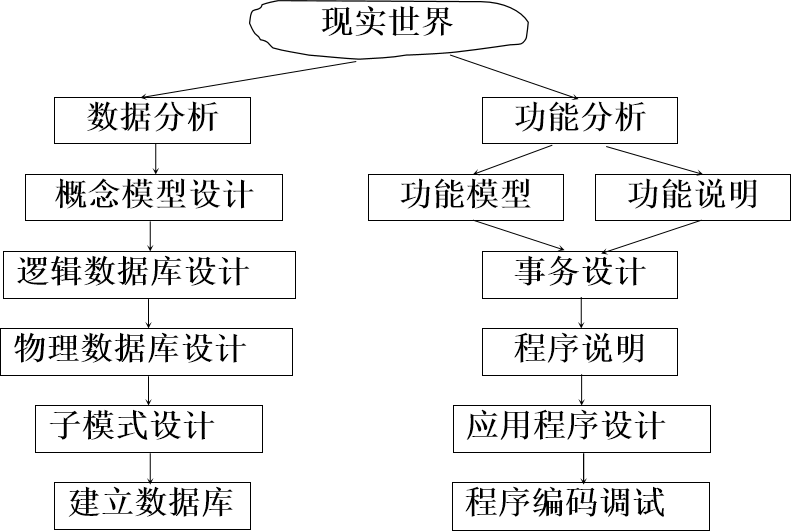 现实世界
数据分析
功能分析
概念模型设计
功能模型
功能说明
逻辑数据库设计
事务设计
物理数据库设计
程序说明
子模式设计
应用程序设计
建立数据库
程序编码调试